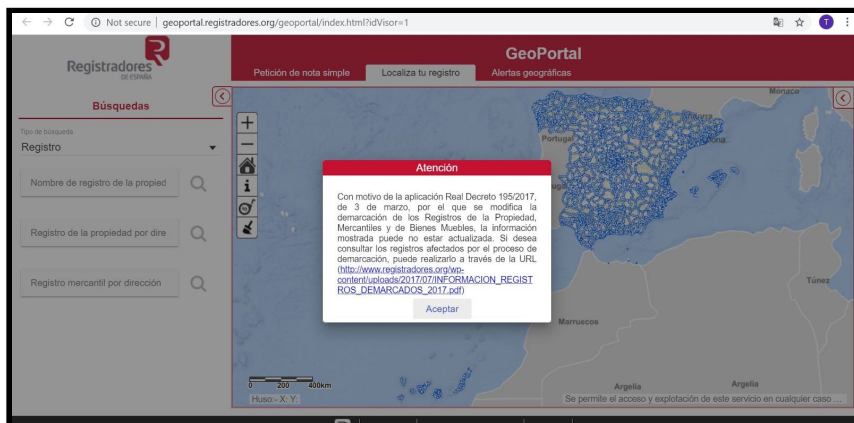 Not secure | geoportal.registradores.org/geoportal/index.html?idVisor=1
T
Registradores
DE ESPAÑA
GeoPortal
Petición de nota simple
Localiza tu registro
Alertas geográficas
Búsquedas
Tipo de búsqueda
Registro
Nombre de registro de la propied
Registro de la propiedad por dire
Registro mercantil por dirección
Monaco
Portugal
Túnez
Marruecos
Argelia
Argelia
Atención
Con motivo de la aplicación Real Decreto 195/2017,
de 3 de marzo, por el que se modifica la
demarcación de los Registros de la Propiedad,
Mercantiles y de Bienes Muebles, la información
mostrada puede no estar actualizada. Si desea
consultar los registros afectados por el proceso de
demarcación, puede realizarlo a través de la URL
(http://www.registradores.org/wp-
content/uploads/2017/07/INFORMACION_REGIST
ROS_DEMARCADOS_2017.pdf)
Aceptar
0 200 400km
Huso:- X: Y:
Se permite el acceso y explotación de este servicio en cualquier caso ...